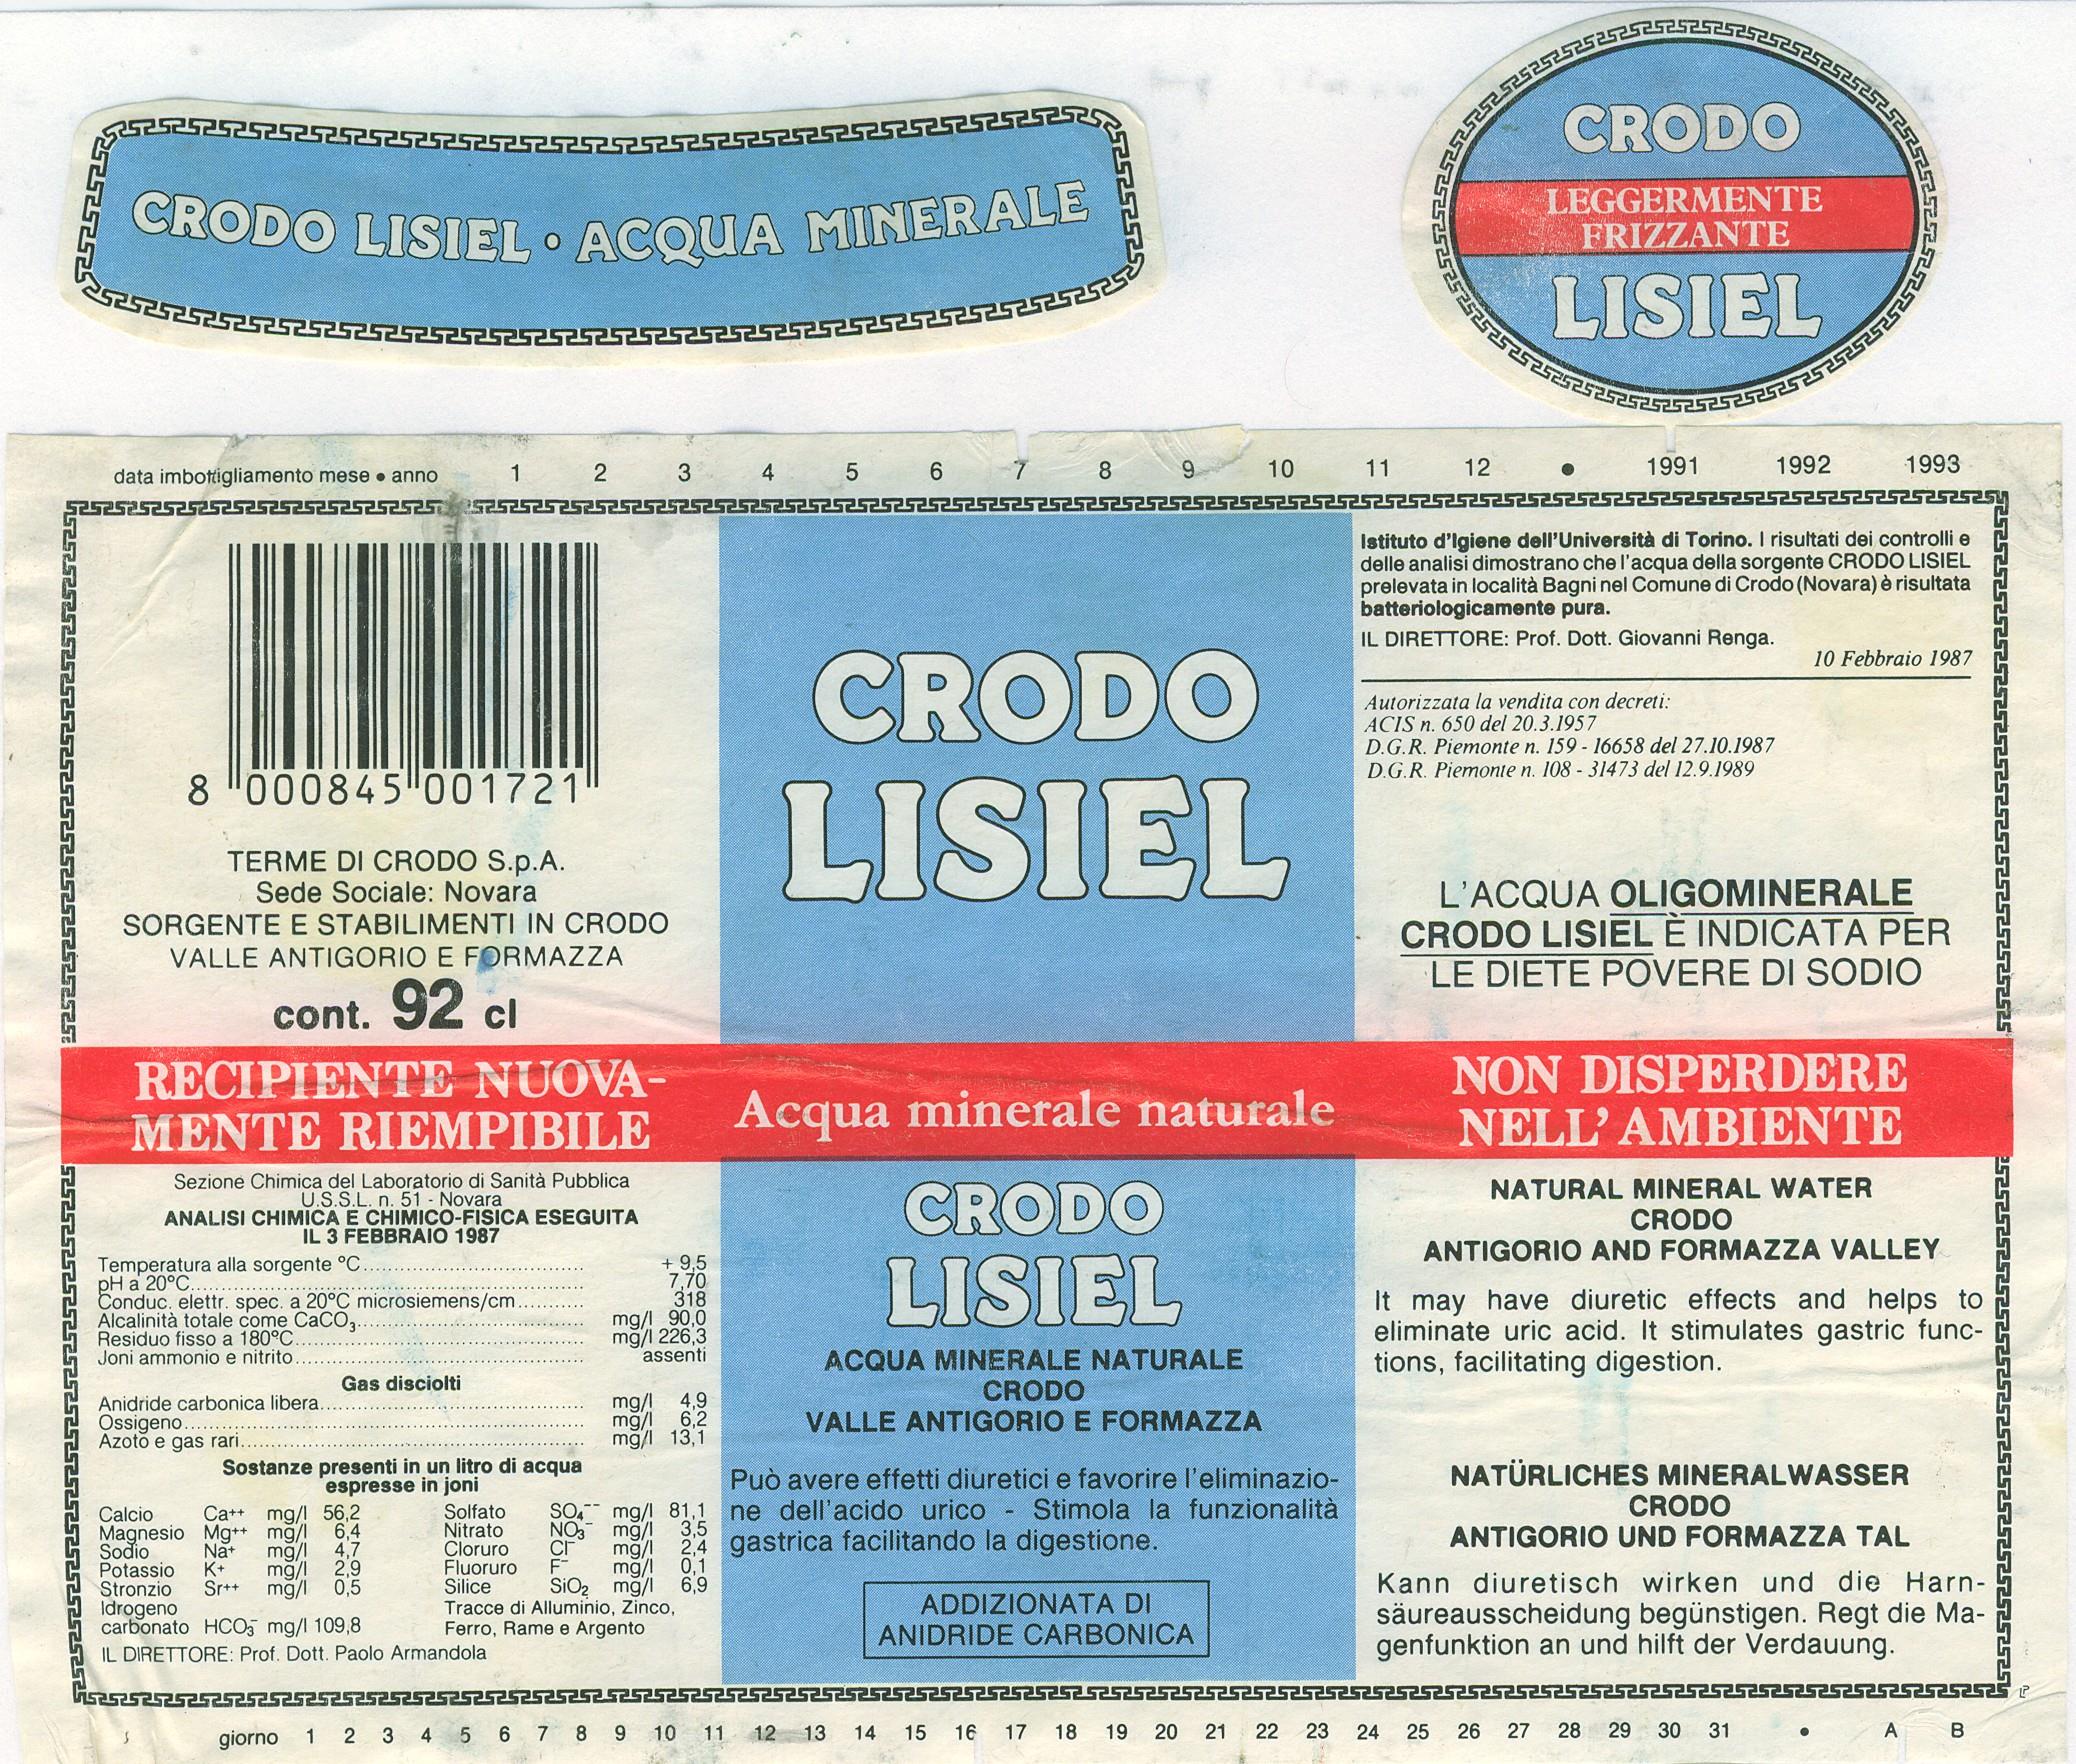 CRODO LISIEL • ACQUA MINERALE
CRODO
LEGGERMENTE
FRIZZANTE
LISIEL
data imbottigliamento mese • anno 1 2 3 4 5 6 7 8 9 10 11 12 • 1991 1992 1993
8 000845 001721
TERME DI CRODO S.p.A.
Sede Sociale: Novara
SORGENTE E STABILIMENTI IN CRODO
VALLE ANTIGORIO E FORMAZZA
cont. 92 cl
RECIPIENTE NUOVA-
MENTE RIEMPIBILE
Sezione Chimica del Laboratorio di Sanità Pubblica
U.S.S.L. n. 51 - Novara
ANALISI CHIMICA E CHIMICO-FISICA ESEGUITA
IL 3 FEBBRAIO 1987
Temperatura alla sorgente °C + 9,5
pH a 20°C 7,70
Conduc. elettr. spec. a 20°C microsiemens/cm 318
Alcalinità totale come CaCO₃ mg/l 90,0
Residuo fisso a 180°C mg/l 226,3
Joni ammonio e nitrito assenti
Gas disciolti
Anidride carbonica libera mg/l 4,9
Ossigeno mg/l 6,2
Azoto e gas rari mg/l 13,1
Sostanze presenti in un litro di acqua
espresse in joni
Calcio Ca++ mg/l 56,2 Solfato SO₄-- mg/l 81,1
Magnesio Mg++ mg/l 6,4 Nitrato NO₃- mg/l 3,5
Sodio Na+ mg/l 4,7 Cloruro Cl- mg/l 2,4
Potassio K+ mg/l 2,9 Fluoruro F- mg/l 0,1
Stronzio Sr++ mg/l 0,5 Silice SiO₂ mg/l 6,9
Idrogeno Tracce di Alluminio, Zinco,
carbonato HCO₃- mg/l 109,8 Ferro, Rame e Argento
IL DIRETTORE: Prof. Dott. Paolo Armandola
CRODO
LISIEL
Acqua minerale naturale
CRODO
LISIEL
ACQUA MINERALE NATURALE
CRODO
VALLE ANTIGORIO E FORMAZZA
Può avere effetti diuretici e favorire l'eliminazio-
ne dell'acido urico - Stimola la funzionalità
gastrica facilitando la digestione.
ADDIZIONATA DI
ANIDRIDE CARBONICA
Istituto d'Igiene dell'Università di Torino. I risultati dei controlli e
delle analisi dimostrano che l'acqua della sorgente CRODO LISIEL
prelevata in località Bagni nel Comune di Crodo (Novara) è risultata
batteriologicamente pura.
IL DIRETTORE: Prof. Dott. Giovanni Renga.
10 Febbraio 1987
Autorizzata la vendita con decreti:
ACIS n. 650 del 20.3.1957
D.G.R. Piemonte n. 159 - 16658 del 27.10.1987
D.G.R. Piemonte n. 108 - 31473 del 12.9.1989
L'ACQUA OLIGOMINERALE
CRODO LISIEL È INDICATA PER
LE DIETE POVERE DI SODIO
NON DISPERDERE
NELL'AMBIENTE
NATURAL MINERAL WATER
CRODO
ANTIGORIO AND FORMAZZA VALLEY
It may have diuretic effects and helps to
eliminate uric acid. It stimulates gastric func-
tions, facilitating digestion.
NATÜRLICHES MINERALWASSER
CRODO
ANTIGORIO UND FORMAZZA TAL
Kann diuretisch wirken und die Harn-
säureausscheidung begünstigen. Regt die Ma-
genfunktion an und hilft der Verdauung.
giorno 1 2 3 4 5 6 7 8 9 10 11 12 13 14 15 16 17 18 19 20 21 22 23 24 25 26 27 28 29 30 31 • A B